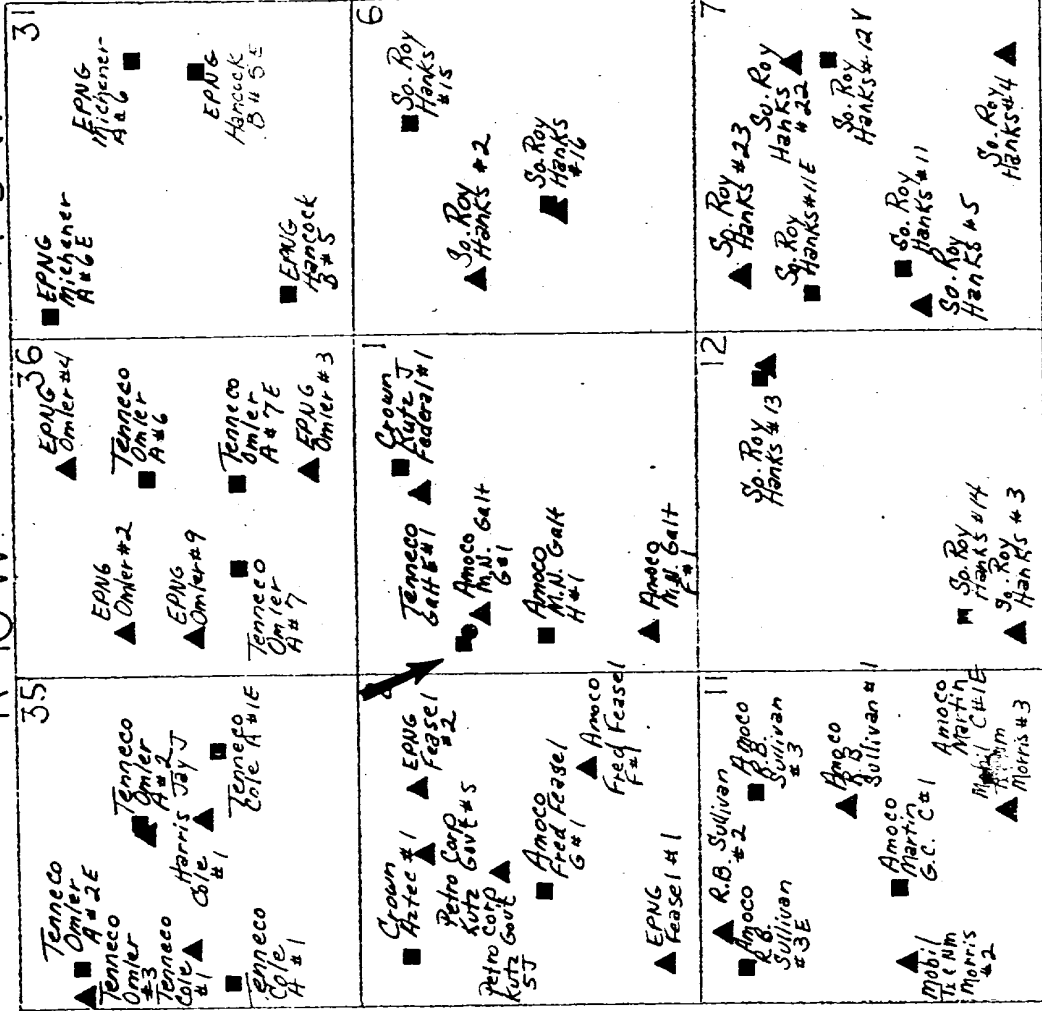 35
Tenneco
Omler
A #2E
Tenneco
Omler
#3
Tenneco
Cole
#1
Tenneco
Omler
A #2
Harris Jay J
Cole
#1
Tenneco
Cole A #1E
Tenneco
Cole
A #1
36
EPNG
Omler #4
EPNG
Omler #2
Tenneco
Omler
A #6
EPNG
Omler #9
Tenneco
Omler
A #7E
Tenneco
Omler
A #7
EPNG
Omler #3
31
EPNG
Michener
A #6E
EPNG
Michener
A #6
EPNG
Hancock
B #5E
EPNG
Hancock
B #5
Crown
Aztec #1
EPNG
Feasel
#2
Petro Corp
Kutz Govt #5
Petro Corp
Kutz Govt
5J
Amoco
Fred Feasel
G #1
Amoco
Fred Feasel
F #1
EPNG
Feasel #1
1
Tenneco
Galt E #1
Crown
Kutz J
Federal #1
Amoco
M.N. Galt
G #1
Amoco
M.N. Galt
H #1
Amoco
M.N. Galt
F #1
6
So. Roy
Hanks
#15
So. Roy
Hanks #2
So. Roy
Hanks
#16
11
R.B. Sullivan
#2
Amoco
R.B.
Sullivan
#3E
Amoco
R.B.
Sullivan
#3
Amoco
R.B.
Sullivan #1
Amoco
Martin
G.C. C #1
Amoco
Martin
C #1E
Mobil
Morris #3
Mobil
Tx Nm
Morris
#2
12
So. Roy
Hanks #13
So. Roy
Hanks #14
So. Roy
Hanks #3
7
So. Roy
Hanks #23
So. Roy
Hanks
#22
So. Roy
Hanks #11E
So. Roy
Hanks #12Y
So. Roy
Hanks #11
So. Roy
Hanks #5
So. Roy
Hanks #4